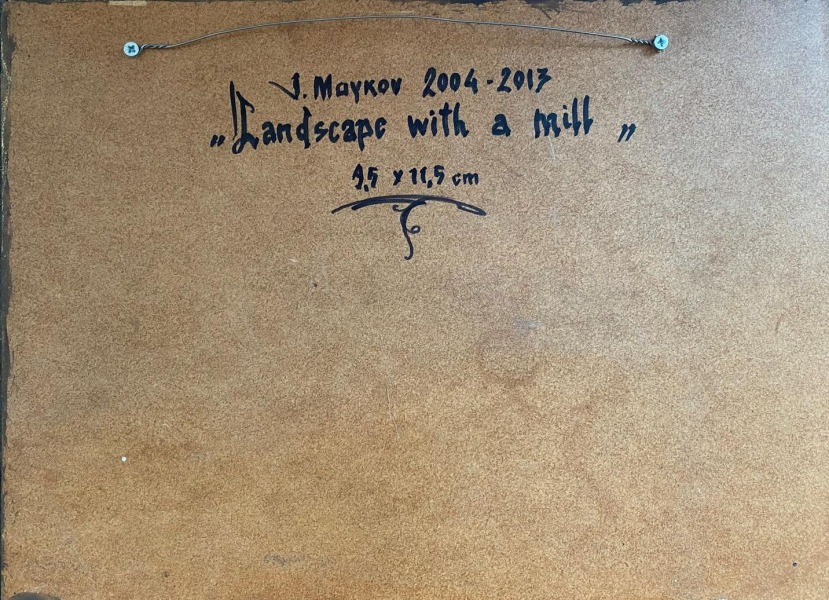 J. Maykov 2004-2013
„Landscape with a mill„
9,5 x 11,5 cm